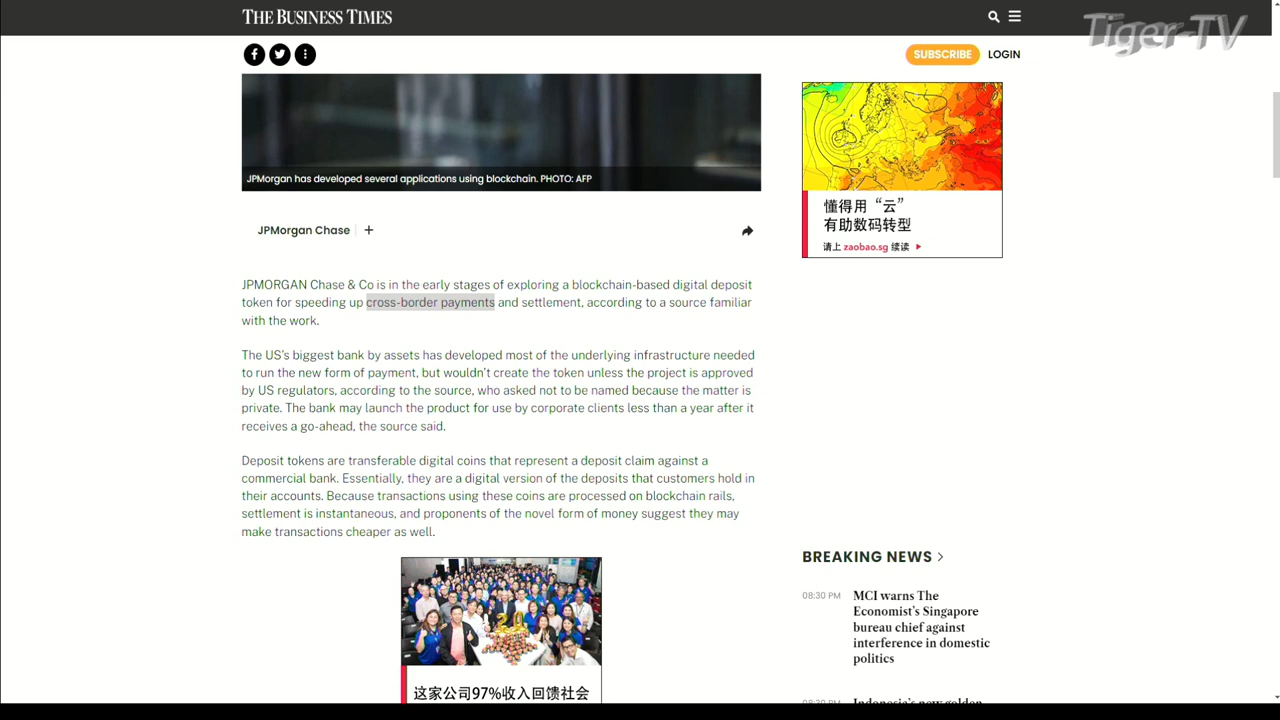 THE BUSINESS TIMES
Tiger-TV
SUBSCRIBE LOGIN
JPMorgan has developed several applications using blockchain. PHOTO: AFP
懂得用“云”
有助数码转型
请上 zaobao.sg 续读
JPMorgan Chase +
JPMORGAN Chase & Co is in the early stages of exploring a blockchain-based digital deposit
token for speeding up cross-border payments and settlement, according to a source familiar
with the work.
The US's biggest bank by assets has developed most of the underlying infrastructure needed
to run the new form of payment, but wouldn't create the token unless the project is approved
by US regulators, according to the source, who asked not to be named because the matter is
private. The bank may launch the product for use by corporate clients less than a year after it
receives a go-ahead, the source said.
Deposit tokens are transferable digital coins that represent a deposit claim against a
commercial bank. Essentially, they are a digital version of the deposits that customers hold in
their accounts. Because transactions using these coins are processed on blockchain rails,
settlement is instantaneous, and proponents of the novel form of money suggest they may
make transactions cheaper as well.
20
这家公司97%收入回馈社会
BREAKING NEWS >
08:30 PM MCI warns The
Economist's Singapore
bureau chief against
interference in domestic
politics
08:30 PM Indonesia's new golden